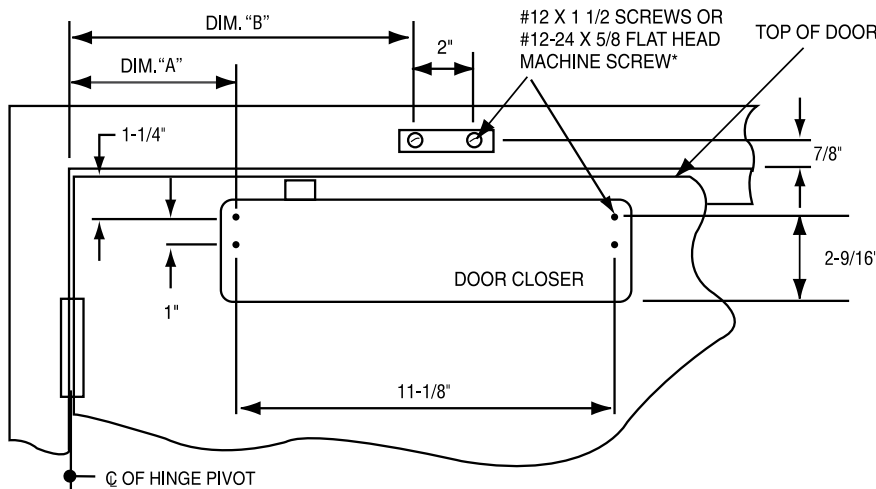 DIM. “B”
#12 X 1 1/2 SCREWS OR
#12-24 X 5/8 FLAT HEAD
MACHINE SCREW*
TOP OF DOOR
2"
DIM.“A”
1-1/4"
7/8"
2-9/16"
DOOR CLOSER
1"
11-1/8"
℄ OF HINGE PIVOT